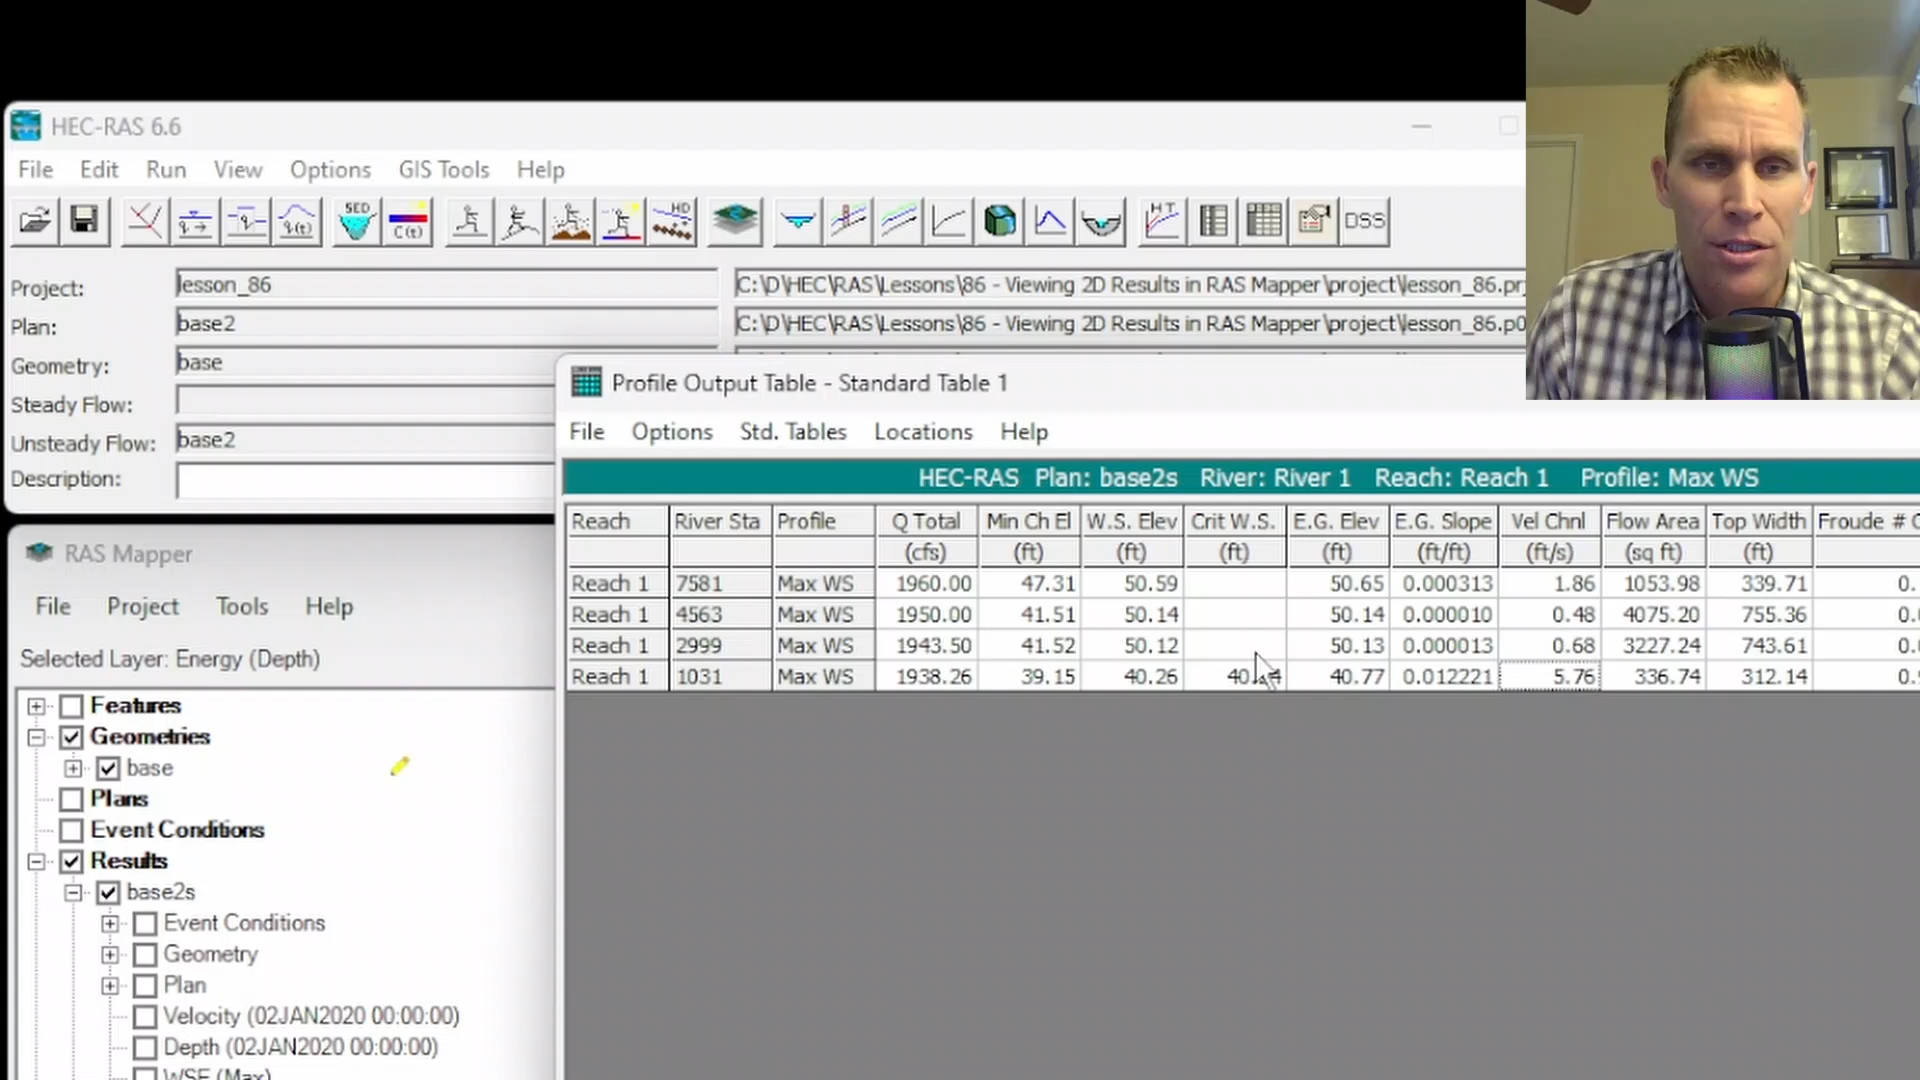 HEC-RAS 6.6
File Edit Run View Options GIS Tools Help
SED C(t) q(t) HD HT DSS
Project: lesson_86 C:\D\HEC\RAS\Lessons\86 - Viewing 2D Results in RAS Mapper\project\lesson_86.prj
Plan: base2 C:\D\HEC\RAS\Lessons\86 - Viewing 2D Results in RAS Mapper\project\lesson_86.p0
Geometry: base
Steady Flow:
Unsteady Flow: base2
Description:
Profile Output Table - Standard Table 1
File Options Std. Tables Locations Help
HEC-RAS Plan: base2s River: River 1 Reach: Reach 1 Profile: Max WS
Reach River Sta Profile Q Total Min Ch El W.S. Elev Crit W.S. E.G. Elev E.G. Slope Vel Chnl Flow Area Top Width Froude # C
(cfs) (ft) (ft) (ft) (ft) (ft/ft) (ft/s) (sq ft) (ft)
Reach 1 7581 Max WS 1960.00 47.31 50.59 50.65 0.000313 1.86 1053.98 339.71 0.
Reach 1 4563 Max WS 1950.00 41.51 50.14 50.14 0.000010 0.48 4075.20 755.36 0.
Reach 1 2999 Max WS 1943.50 41.52 50.12 50.13 0.000013 0.68 3227.24 743.61 0.
Reach 1 1031 Max WS 1938.26 39.15 40.26 40.77 0.012221 5.76 336.74 312.14 0.
RAS Mapper
File Project Tools Help
Selected Layer: Energy (Depth)
Features
Geometries
base
Plans
Event Conditions
Results
base2s
Event Conditions
Geometry
Plan
Velocity (02JAN2020 00:00:00)
Depth (02JAN2020 00:00:00)
WSE (Max)